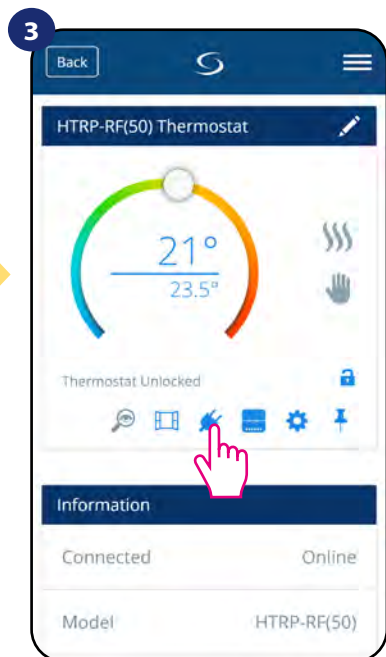 3
Back
HTRP-RF(50) Thermostat
21°
23.5°
Thermostat Unlocked
Information
Connected Online
Model HTRP-RF(50)